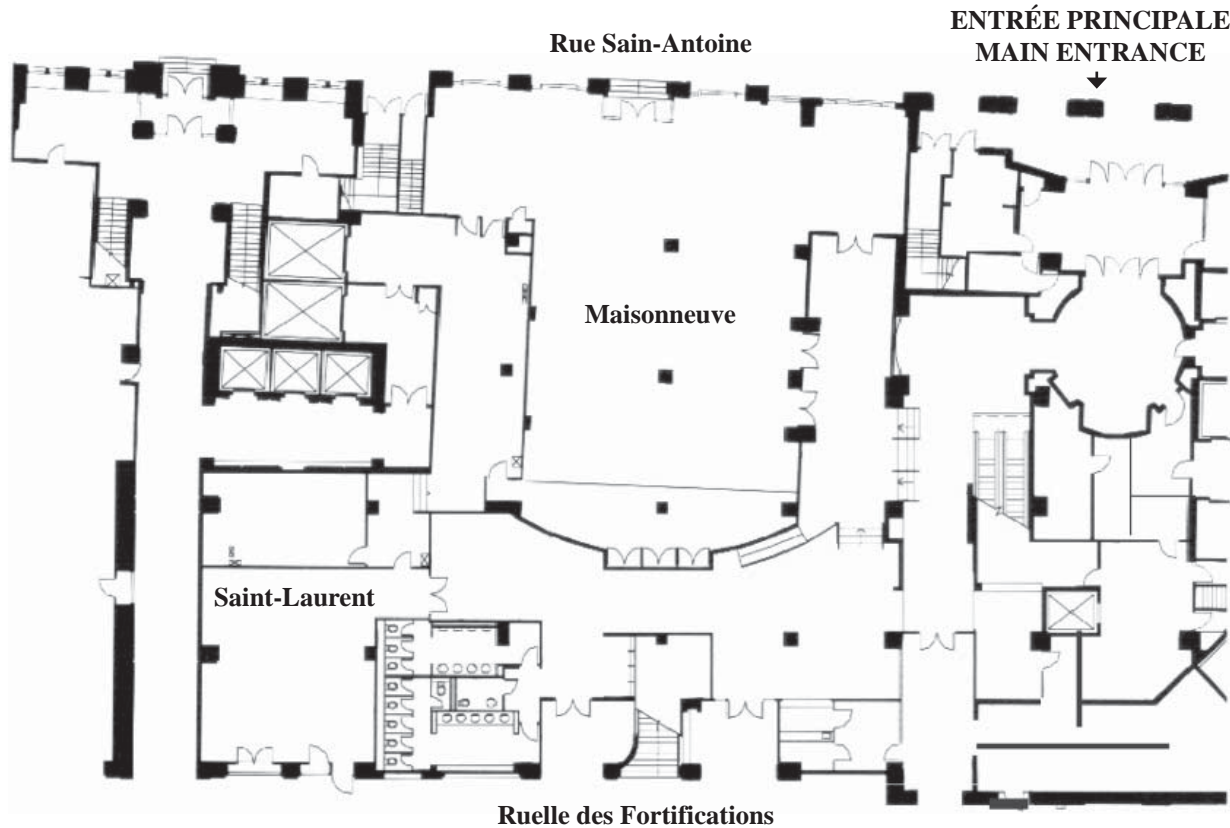 ENTRÉE PRINCIPALE
MAIN ENTRANCE
Rue Sain-Antoine
Maisonneuve
Saint-Laurent
Ruelle des Fortifications